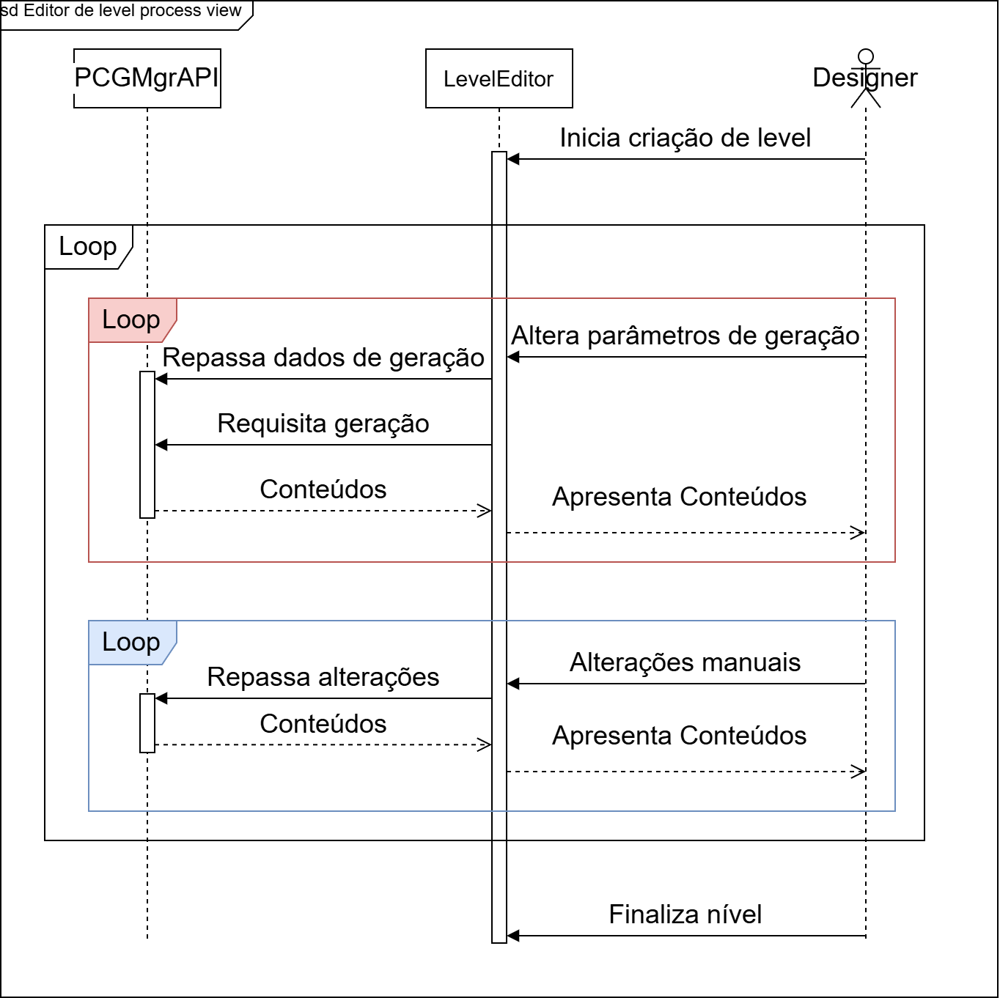 sd Editor de level process view
PCGMgrAPI
LevelEditor
Designer
Inicia criação de level
Loop
Loop
Altera parâmetros de geração
Repassa dados de geração
Requisita geração
Conteúdos
Apresenta Conteúdos
Loop
Alterações manuais
Repassa alterações
Conteúdos
Apresenta Conteúdos
Finaliza nível